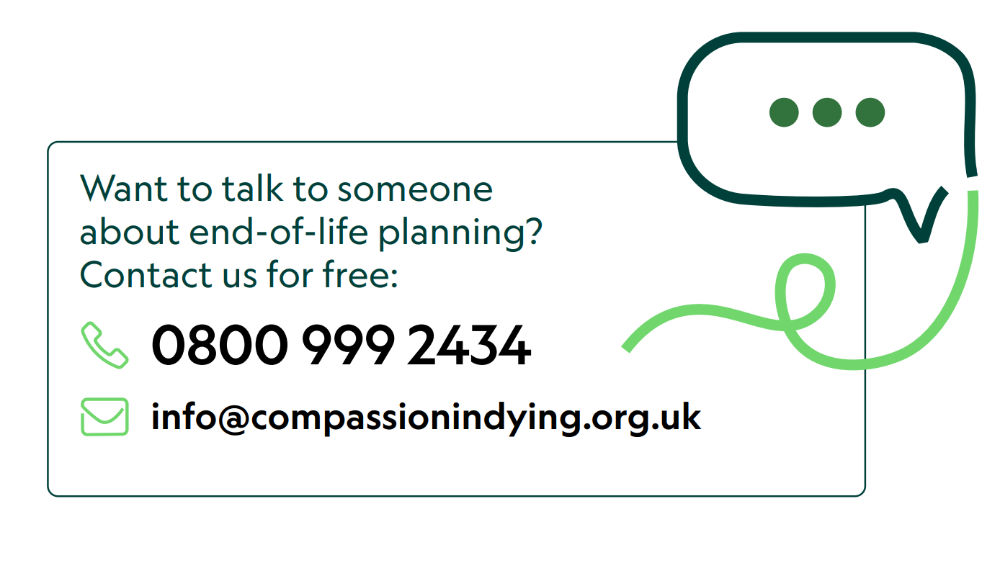 Want to talk to someone
about end-of-life planning?
Contact us for free:
0800 999 2434
info@compassionindying.org.uk